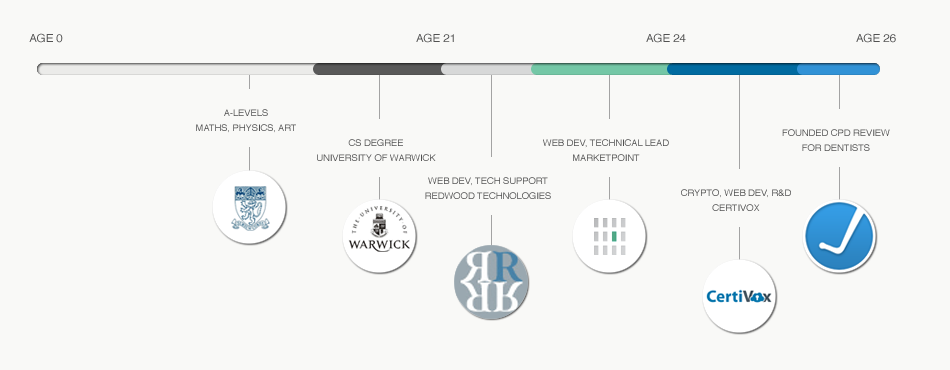 AGE 0
AGE 21
AGE 24
AGE 26
A-LEVELS
MATHS, PHYSICS, ART
CS DEGREE
UNIVERSITY OF WARWICK
WEB DEV, TECH SUPPORT
REDWOOD TECHNOLOGIES
WEB DEV, TECHNICAL LEAD
MARKETPOINT
CRYPTO, WEB DEV, R&D
CERTIVOX
FOUNDED CPD REVIEW
FOR DENTISTS
THE UNIVERSITY OF
WARWICK
R R
R R
CertiVox